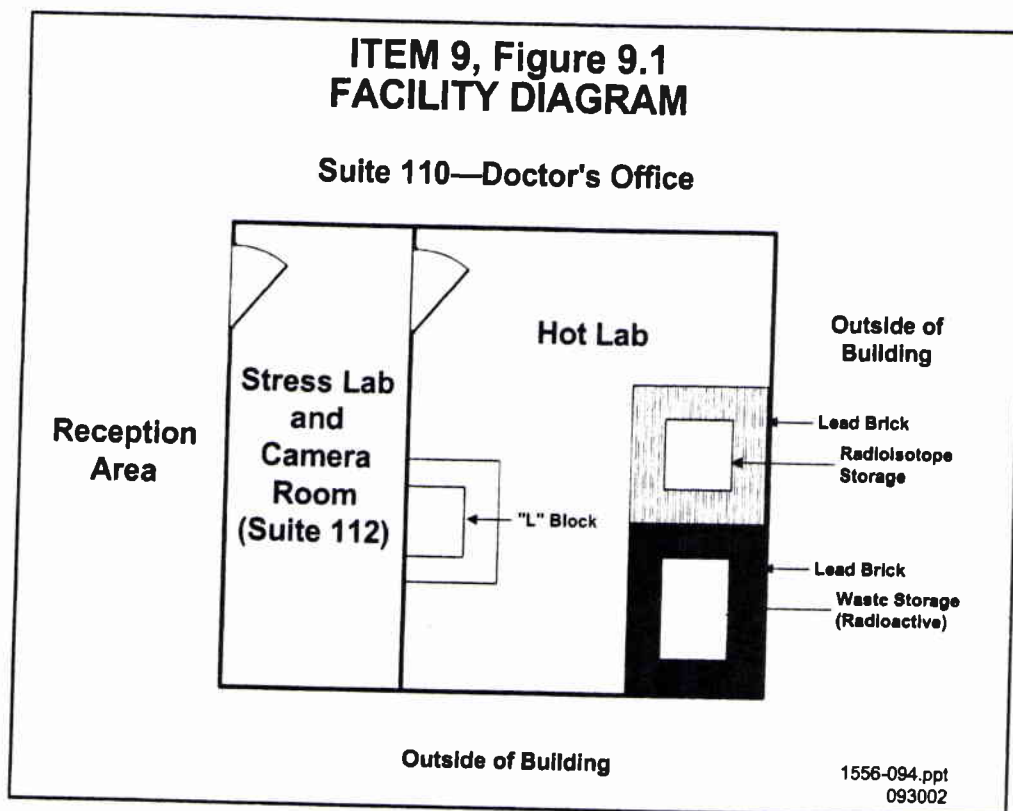 ITEM 9, Figure 9.1
FACILITY DIAGRAM
Suite 110—Doctor's Office
Hot Lab
Outside of
Building
Stress Lab
and
Camera
Room
(Suite 112)
Reception
Area
Lead Brick
Radioisotope
Storage
"L" Block
Lead Brick
Waste Storage
(Radioactive)
Outside of Building
1556-094.ppt
093002